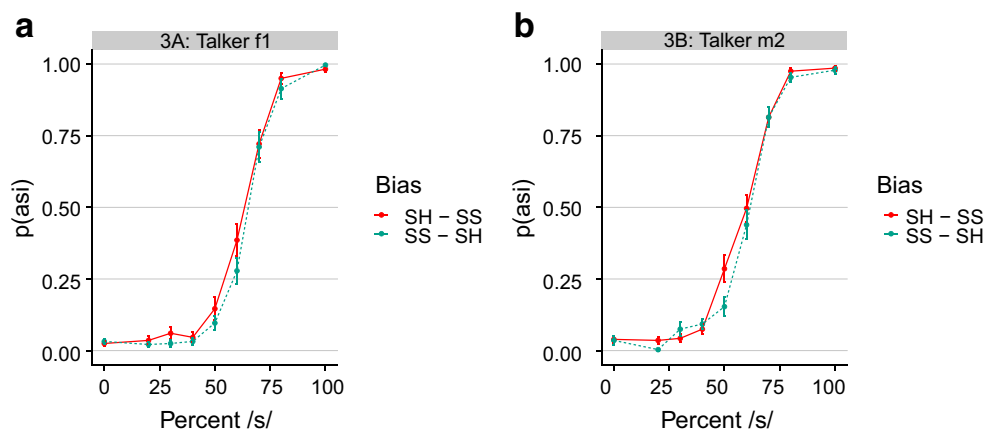 a
3A: Talker f1
1.00
0.75
0.50
0.25
0.00
p(asi)
0
25
50
75
100
Percent /s/
Bias
SH – SS
SS – SH
b
3B: Talker m2
1.00
0.75
0.50
0.25
0.00
p(asi)
0
25
50
75
100
Percent /s/
Bias
SH – SS
SS – SH